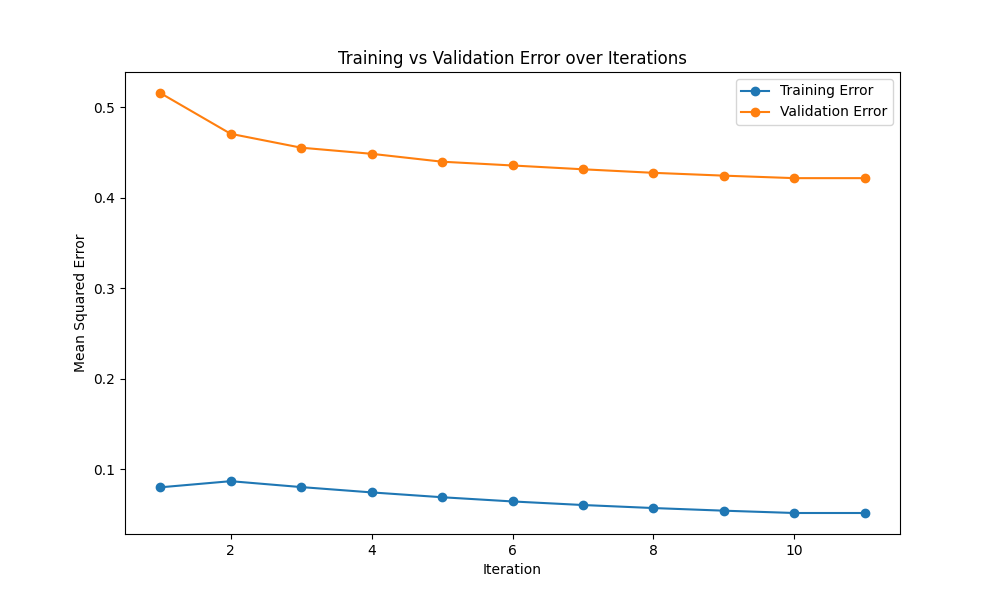 Training vs Validation Error over Iterations
Training Error
Validation Error
Mean Squared Error
0.5
0.4
0.3
0.2
0.1
2
4
6
8
10
Iteration